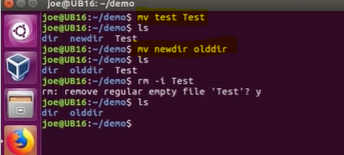 joe@UB16: ~/demo
joe@UB16:~/demo$ mv test Test
joe@UB16:~/demo$ ls
dir newdir Test
joe@UB16:~/demo$ mv newdir olddir
joe@UB16:~/demo$ ls
dir olddir Test
joe@UB16:~/demo$ rm -i Test
rm: remove regular empty file 'Test'? y
joe@UB16:~/demo$ ls
dir olddir
joe@UB16:~/demo$